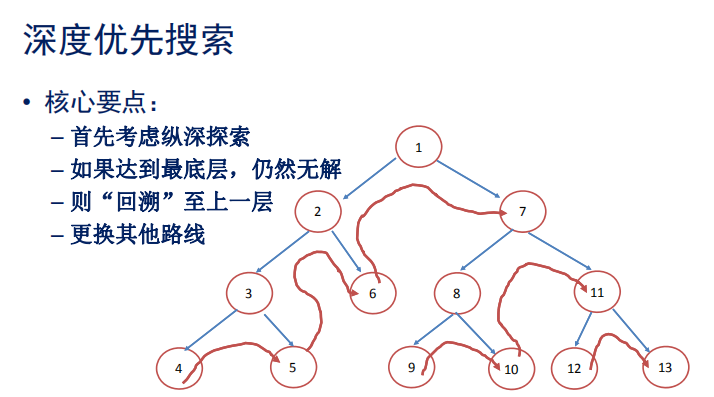 深度优先搜索
• 核心要点：
– 首先考虑纵深探索
– 如果达到最底层，仍然无解
– 则“回溯”至上一层
– 更换其他路线
1
2
7
3
6
8
11
4
5
9
10
12
13